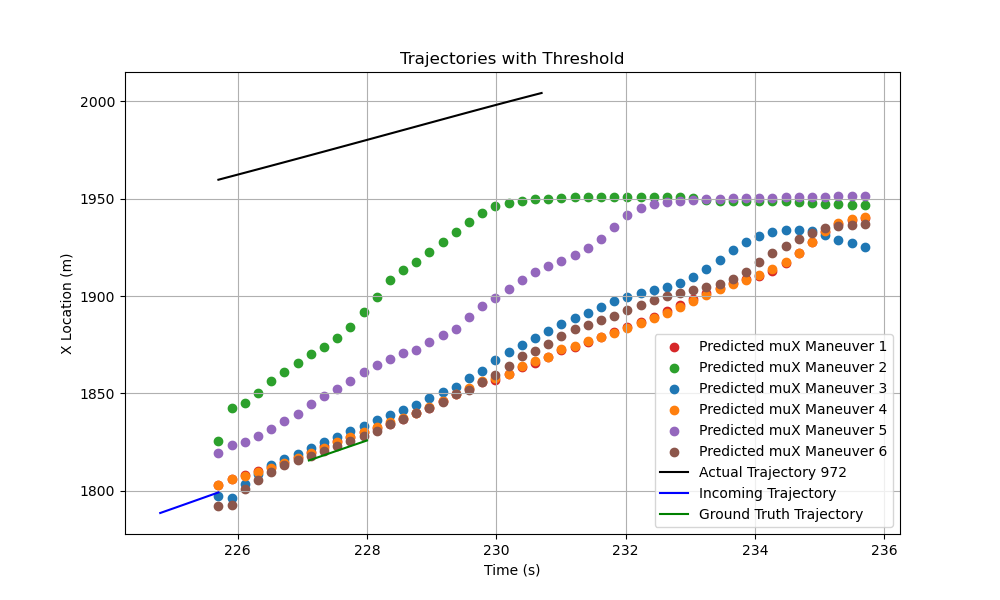 Trajectories with Threshold
X Location (m)
2000
1950
1900
1850
1800
226
228
230
232
234
236
Time (s)
Predicted muX Maneuver 1
Predicted muX Maneuver 2
Predicted muX Maneuver 3
Predicted muX Maneuver 4
Predicted muX Maneuver 5
Predicted muX Maneuver 6
Actual Trajectory 972
Incoming Trajectory
Ground Truth Trajectory